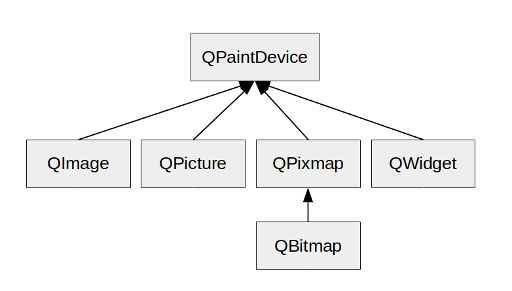 QPaintDevice
QImage
QPicture
QPixmap
QWidget
QBitmap